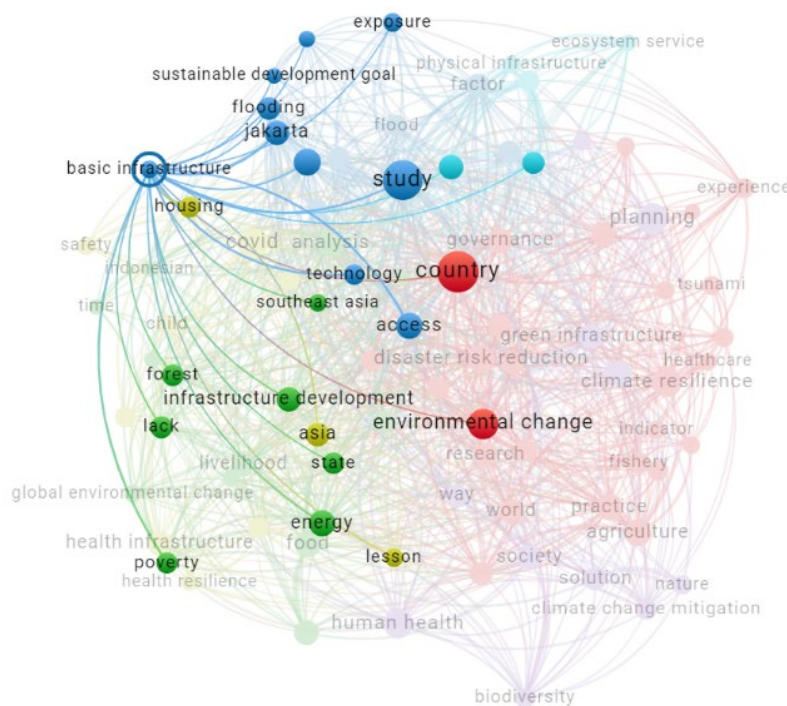 exposure
ecosystem service
physical infrastructure
sustainable development goal
factor
flooding
flood
jakarta
basic infrastructure
study
experience
housing
planning
safety
covid
analysis
governance
indonesian
technology
country
tsunami
southeast asia
time
child
access
green infrastructure
disaster risk reduction
healthcare
forest
climate resilience
infrastructure development
lack
asia
environmental change
indicator
research
livelihood
state
fishery
global environmental change
way
world
practice
energy
agriculture
health infrastructure
food
poverty
lesson
society
health resilience
solution
nature
climate change mitigation
human health
biodiversity